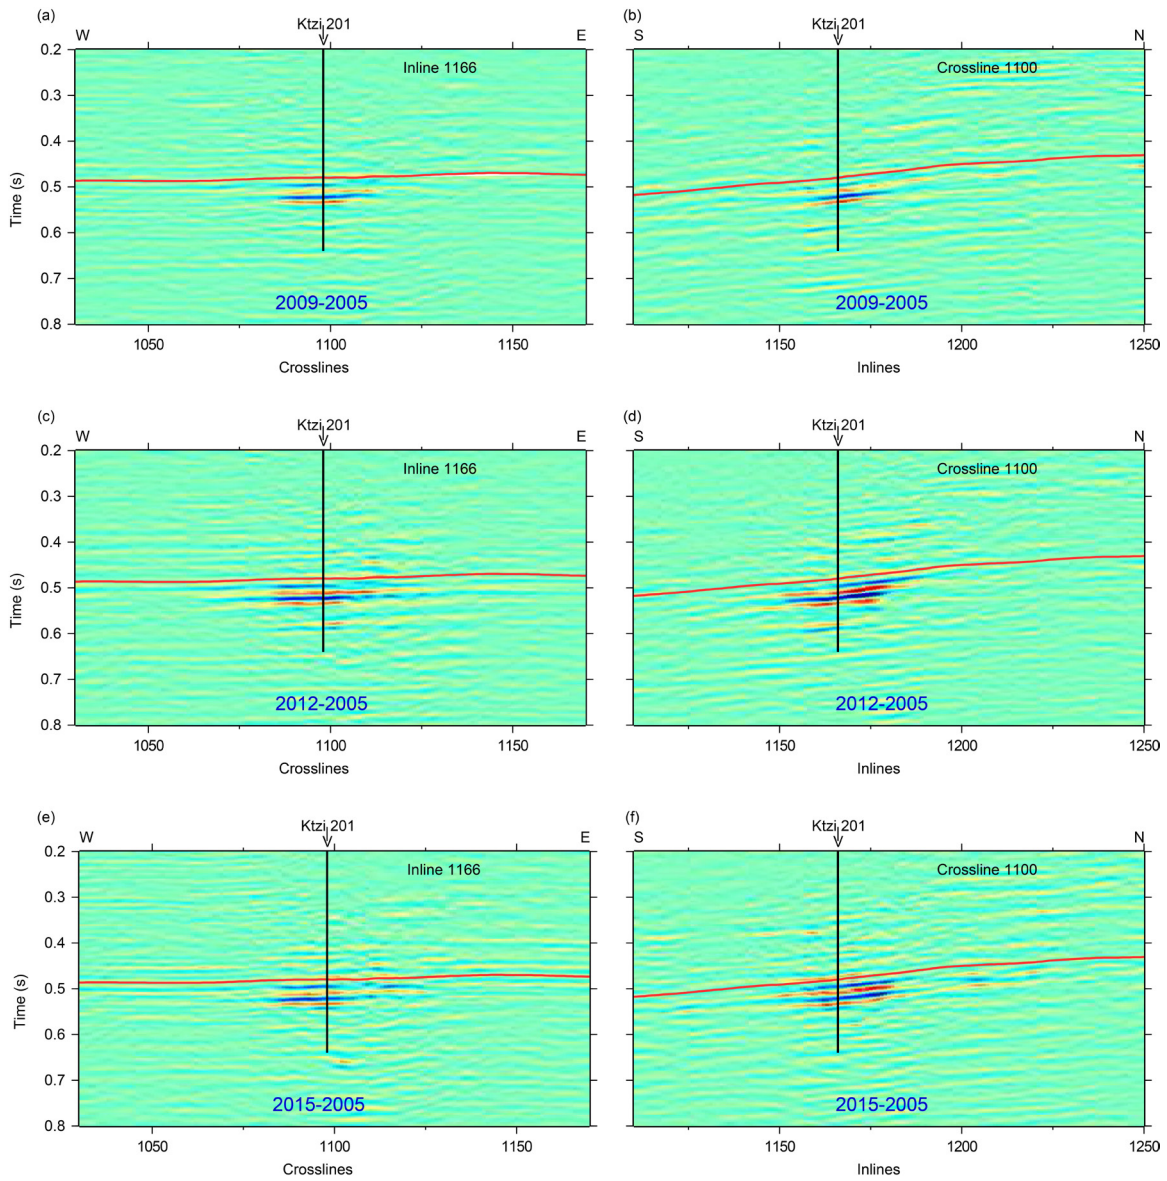 (a)
Ktzi 201
(b)
Ktzi 201
W
E
S
N
Inline 1166
Crossline 1100
0.2
0.3
0.4
0.5
0.6
0.7
0.8
Time (s)
2009-2005
2009-2005
1050
1100
1150
1150
1200
1250
Crosslines
Inlines
(c)
Ktzi 201
(d)
Ktzi 201
W
E
S
N
Inline 1166
Crossline 1100
0.2
0.3
0.4
0.5
0.6
0.7
0.8
Time (s)
2012-2005
2012-2005
1050
1100
1150
1150
1200
1250
Crosslines
Inlines
(e)
Ktzi 201
(f)
Ktzi 201
W
E
S
N
Inline 1166
Crossline 1100
0.2
0.3
0.4
0.5
0.6
0.7
0.8
Time (s)
2015-2005
2015-2005
1050
1100
1150
1150
1200
1250
Crosslines
Inlines